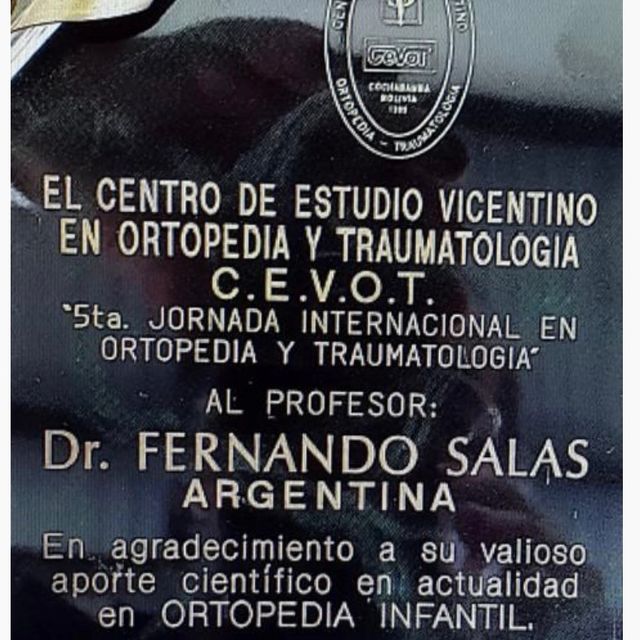 CEVOT
COCHABAMBA
BOLIVIA
ORTOPEDIA - TRAUMATOLOGIA
EL CENTRO DE ESTUDIO VICENTINO
EN ORTOPEDIA Y TRAUMATOLOGIA
C.E.V.O.T.
"5ta. JORNADA INTERNACIONAL EN
ORTOPEDIA Y TRAUMATOLOGIA"
AL PROFESOR:
Dr. FERNANDO SALAS
ARGENTINA
En agradecimiento a su valioso
aporte científico en actualidad
en ORTOPEDIA INFANTIL.